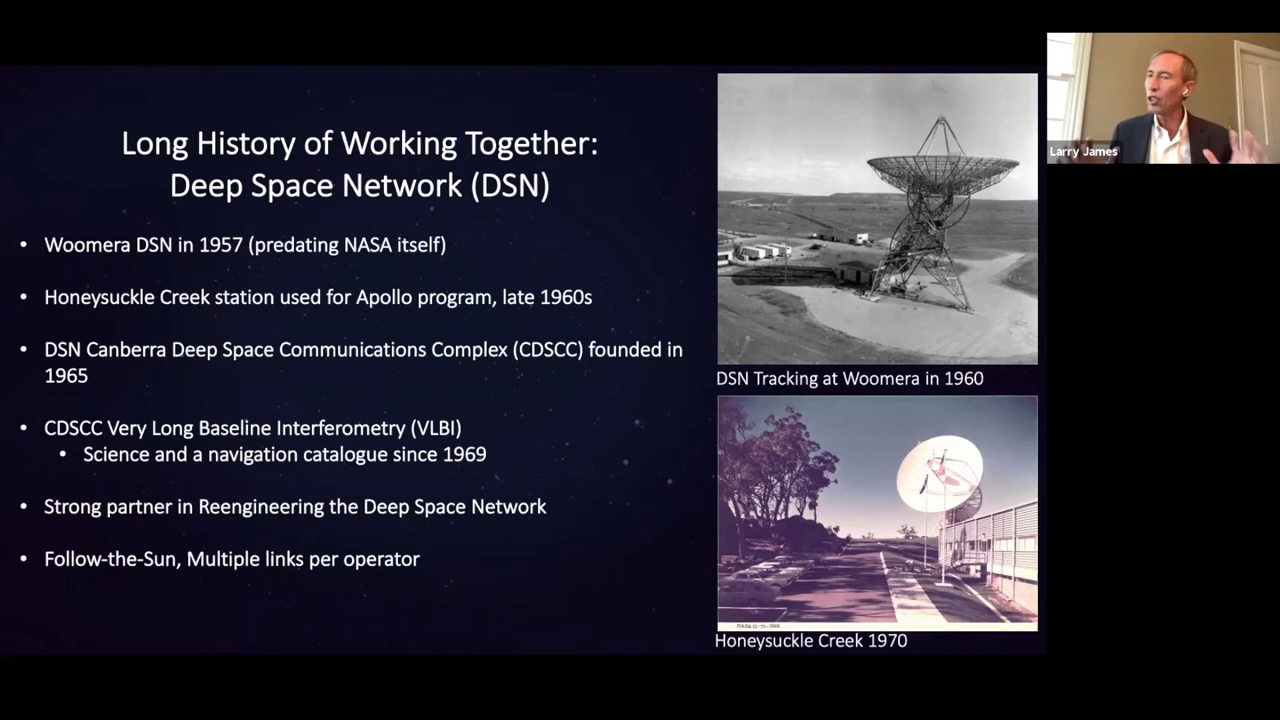 Long History of Working Together:
Deep Space Network (DSN)
• Woomera DSN in 1957 (predating NASA itself)
• Honeysuckle Creek station used for Apollo program, late 1960s
• DSN Canberra Deep Space Communications Complex (CDSCC) founded in
1965
• CDSCC Very Long Baseline Interferometry (VLBI)
• Science and a navigation catalogue since 1969
• Strong partner in Reengineering the Deep Space Network
• Follow-the-Sun, Multiple links per operator
DSN Tracking at Woomera in 1960
Honeysuckle Creek 1970
Larry James